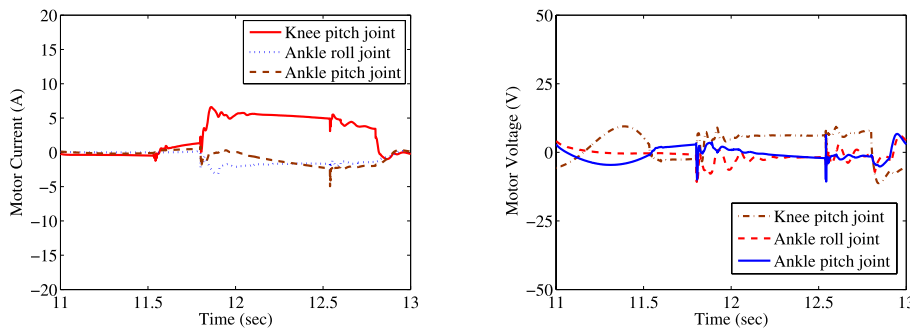 20
15
10
5
0
−5
−10
−15
−20
Motor Current (A)
Knee pitch joint
Ankle roll joint
Ankle pitch joint
11
11.5
12
12.5
13
Time (sec)
50
25
0
−25
−50
Motor Voltage (V)
Knee pitch joint
Ankle roll joint
Ankle pitch joint
11
11.5
12
12.5
13
Time (sec)